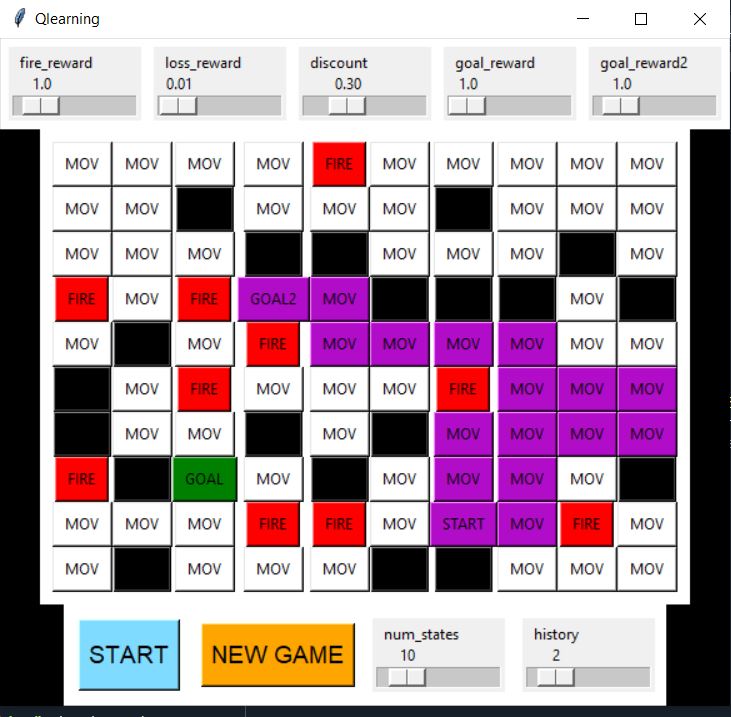 Qlearning
fire_reward loss_reward discount goal_reward goal_reward2
1.0 0.01 0.30 1.0 1.0
MOV MOV MOV MOV FIRE MOV MOV MOV MOV MOV
MOV MOV MOV MOV MOV MOV MOV MOV
MOV MOV MOV MOV MOV MOV MOV
FIRE MOV FIRE GOAL2 MOV MOV
MOV MOV FIRE MOV MOV MOV MOV MOV MOV
MOV FIRE MOV MOV MOV FIRE MOV MOV MOV
MOV MOV MOV MOV MOV MOV MOV
FIRE GOAL MOV MOV MOV MOV MOV
MOV MOV MOV FIRE FIRE MOV START MOV FIRE MOV
MOV MOV MOV MOV MOV MOV MOV
START NEW GAME num_states history
10 2